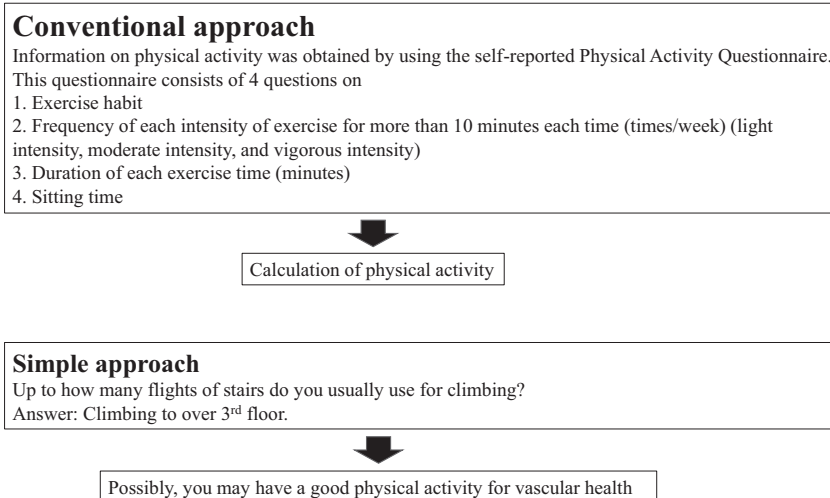 Conventional approach
Information on physical activity was obtained by using the self-reported Physical Activity Questionnaire.
This questionnaire consists of 4 questions on
1. Exercise habit
2. Frequency of each intensity of exercise for more than 10 minutes each time (times/week) (light
intensity, moderate intensity, and vigorous intensity)
3. Duration of each exercise time (minutes)
4. Sitting time
Calculation of physical activity
Simple approach
Up to how many flights of stairs do you usually use for climbing?
Answer: Climbing to over 3rd floor.
Possibly, you may have a good physical activity for vascular health